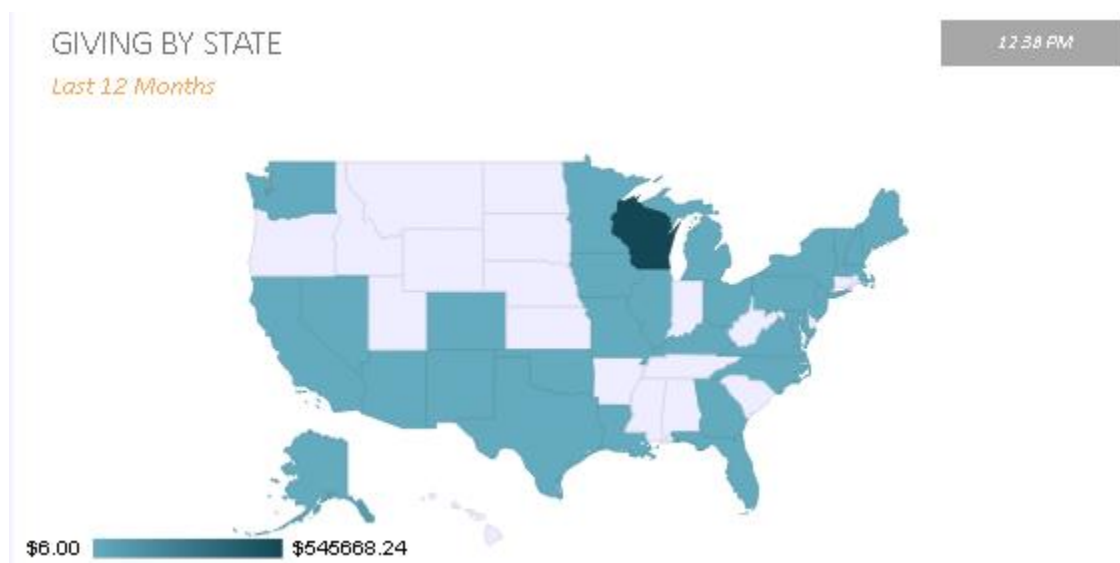 GIVING BY STATE
12:38 PM
Last 12 Months
$6.00
$545668.24